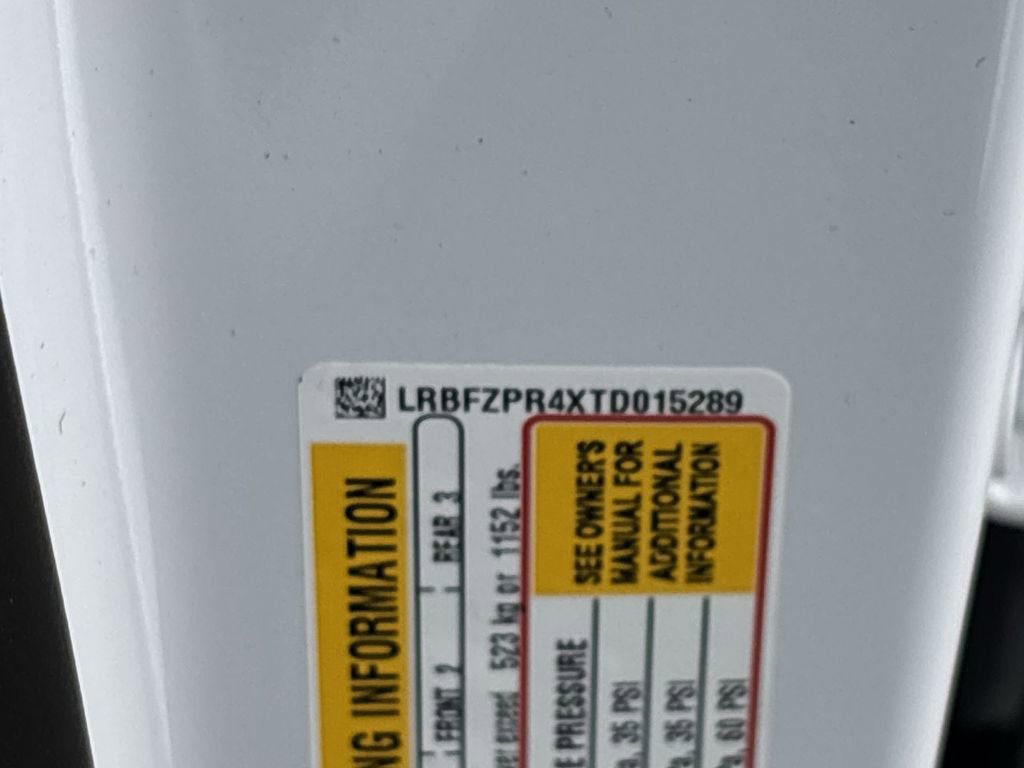 LRBFZPR4XTD015289
NG INFORMATION
FRONT 2
REAR 3
exceed 523 kg or 1152 lbs.
PRESSURE
SEE OWNER'S
MANUAL FOR
ADDITIONAL
INFORMATION
35 PSI
35 PSI
60 PSI